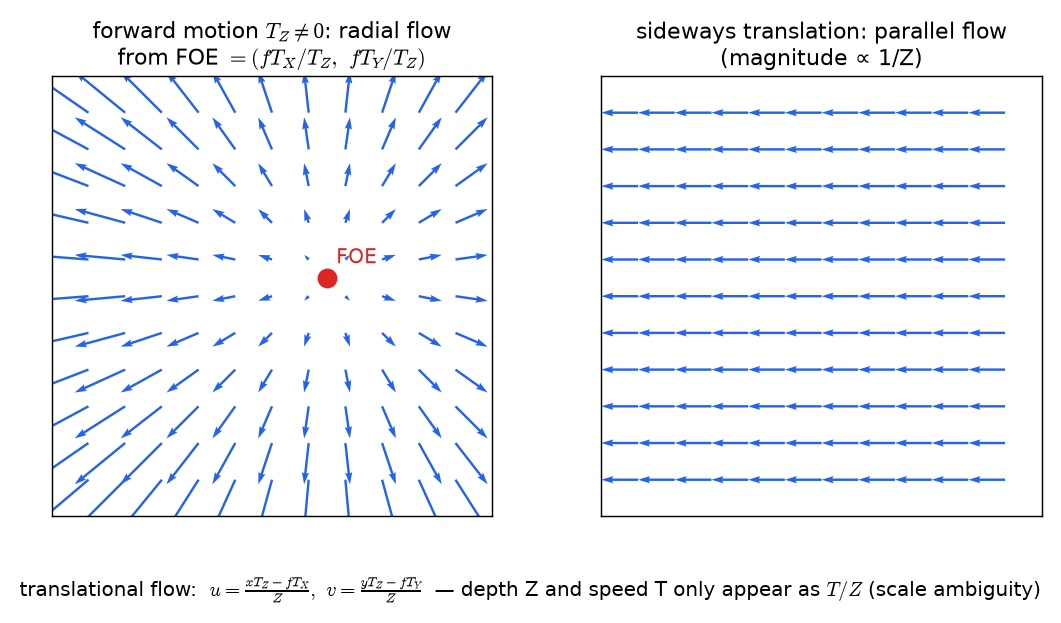 forward motion $T_Z \neq 0$: radial flow
from FOE $= (fT_X/T_Z,\ fT_Y/T_Z)$
sideways translation: parallel flow
(magnitude ∝ 1/Z)
FOE
translational flow: $u = \frac{xT_Z - fT_X}{Z},\ v = \frac{yT_Z - fT_Y}{Z}$ — depth Z and speed T only appear as $T/Z$ (scale ambiguity)